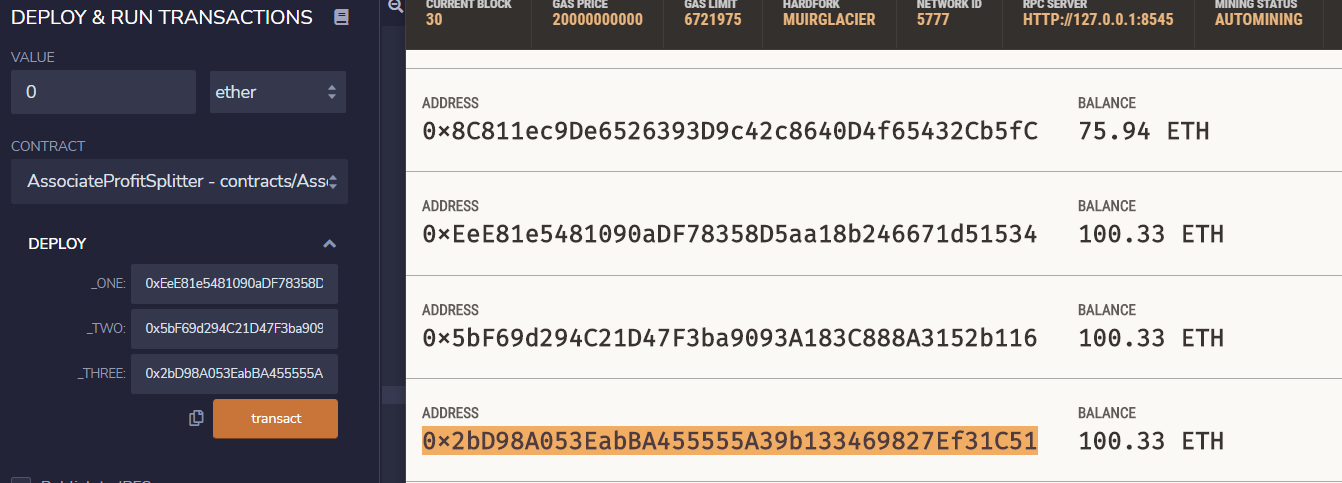 DEPLOY & RUN TRANSACTIONS
VALUE
0
ether
CONTRACT
AssociateProfitSplitter - contracts/Asso
DEPLOY
_ONE:
0xEeE81e5481090aDF78358D
_TWO:
0x5bF69d294C21D47F3ba909
_THREE:
0x2bD98A053EabBA455555A
transact
CURRENT BLOCK
30
GAS PRICE
20000000000
GAS LIMIT
6721975
HARDFORK
MUIRGLACIER
NETWORK ID
5777
RPC SERVER
HTTP://127.0.0.1:8545
MINING STATUS
AUTOMINING
ADDRESS
0×8C811ec9De6526393D9c42c8640D4f65432Cb5fC
BALANCE
75.94 ETH
ADDRESS
0×EeE81e5481090aDF78358D5aa18b246671d51534
BALANCE
100.33 ETH
ADDRESS
0×5bF69d294C21D47F3ba9093A183C888A3152b116
BALANCE
100.33 ETH
ADDRESS
0×2bD98A053EabBA455555A39b133469827Ef31C51
BALANCE
100.33 ETH